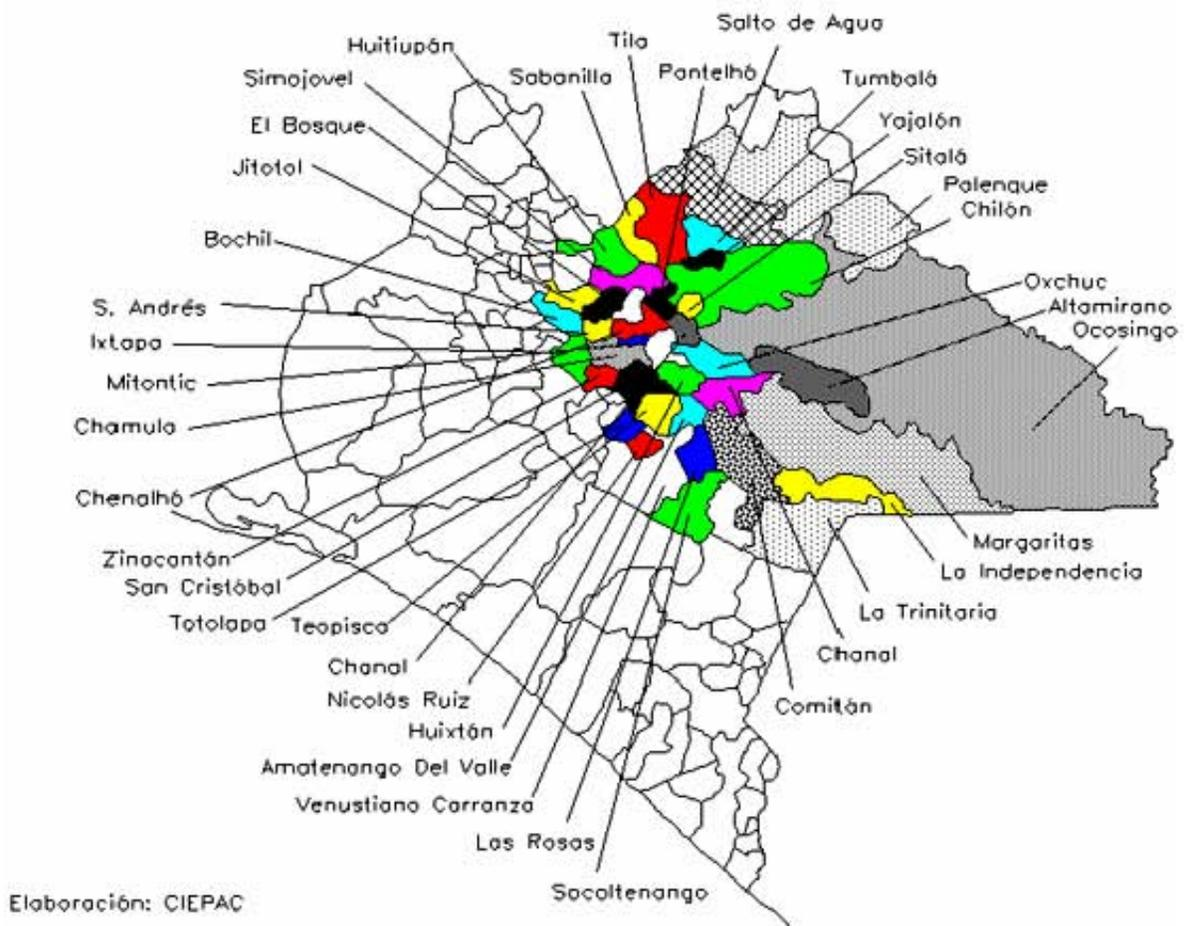 Salto de Agua
Tila
Huitiupán
Pantelhó
Simojovel
Sabanilla
Tumbalá
El Bosque
Yajalón
Jitotol
Sitalá
Palenque
Chilón
Bochil
Oxchuc
S. Andrés
Altamirano
Ocosingo
Ixtapa
Mitontic
Chamula
Chenalhó
Zinacantán
Margaritas
San Cristóbal
La Independencia
Totolapa
Teopisca
La Trinitaria
Chanal
Chanal
Nicolás Ruiz
Comitán
Huixtán
Amatenango Del Valle
Venustiano Carranza
Las Rosas
Socoltenango
Elaboración: CIEPAC